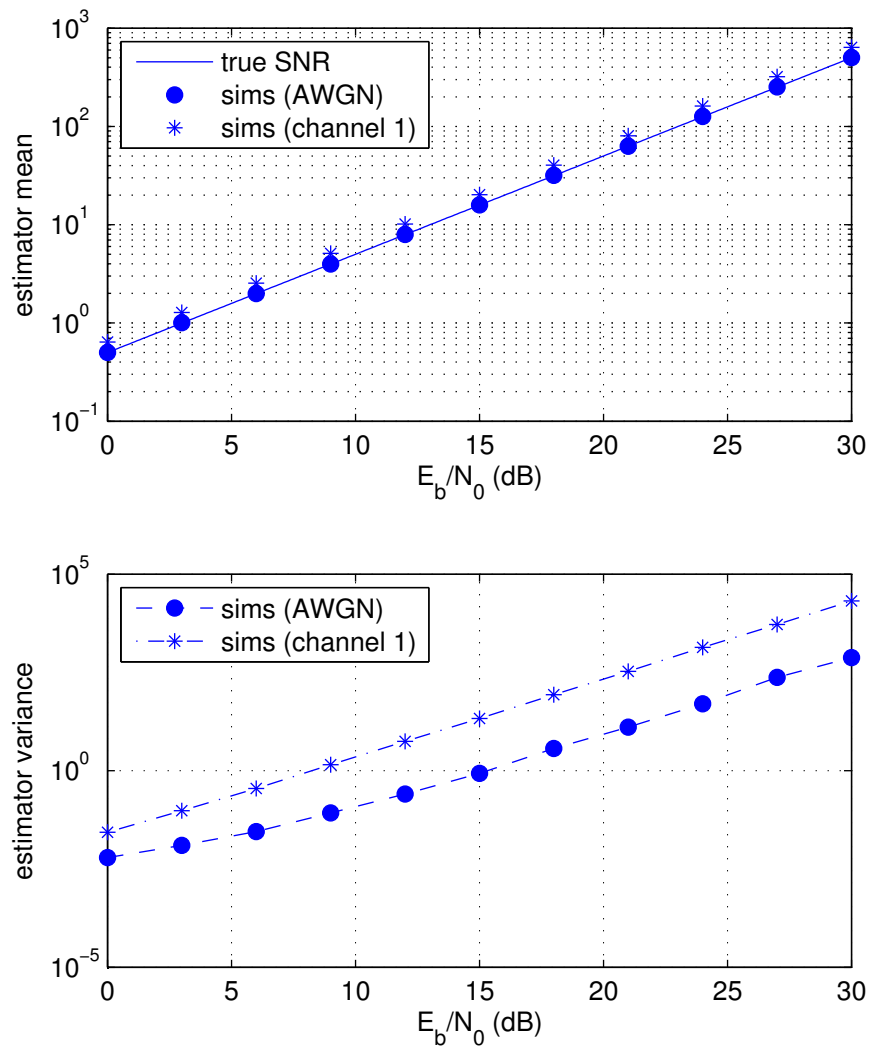 10^3
10^2
10^1
10^0
10^−1
estimator mean
true SNR
sims (AWGN)
sims (channel 1)
0 5 10 15 20 25 30
E_b/N_0 (dB)
10^5
10^0
10^−5
estimator variance
sims (AWGN)
sims (channel 1)
0 5 10 15 20 25 30
E_b/N_0 (dB)